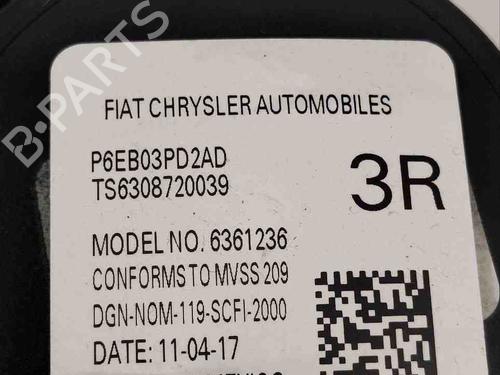 B-PARTS
FIAT CHRYSLER AUTOMOBILES
P6EB03PD2AD
TS6308720039
3R
MODEL NO. 6361236
CONFORMS TO MVSS 209
DGN-NOM-119-SCFI-2000
DATE: 11-04-17